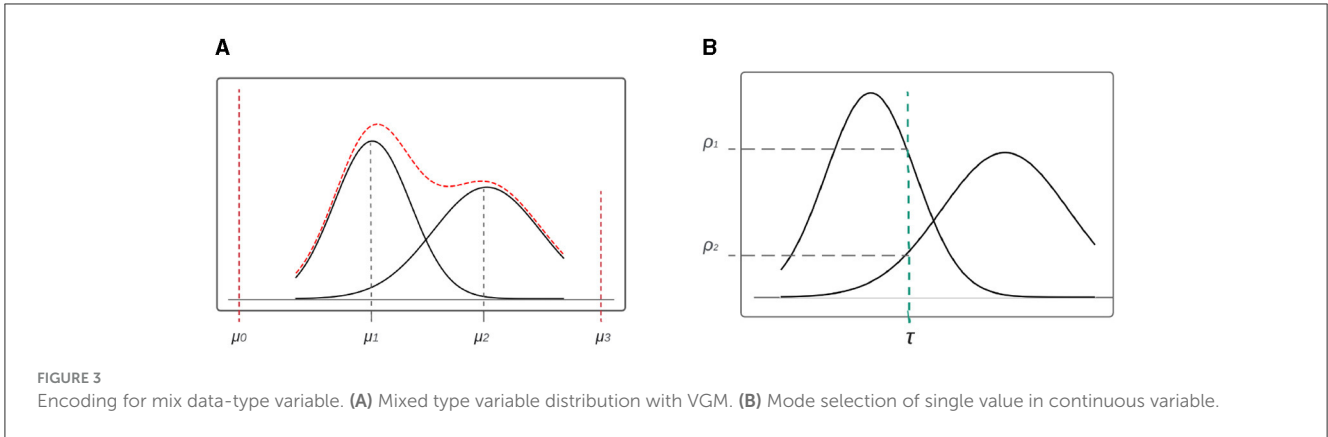 A
B
ρ1
ρ2
μ0
μ1
μ2
μ3
τ
FIGURE 3
Encoding for mix data-type variable. (A) Mixed type variable distribution with VGM. (B) Mode selection of single value in continuous variable.